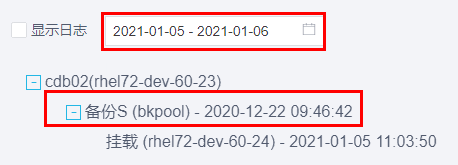 显示日志 2021-01-05 - 2021-01-06
cdb02(rhel72-dev-60-23)
备份S (bkpool) - 2020-12-22 09:46:42
挂载 (rhel72-dev-60-24) - 2021-01-05 11:03:50